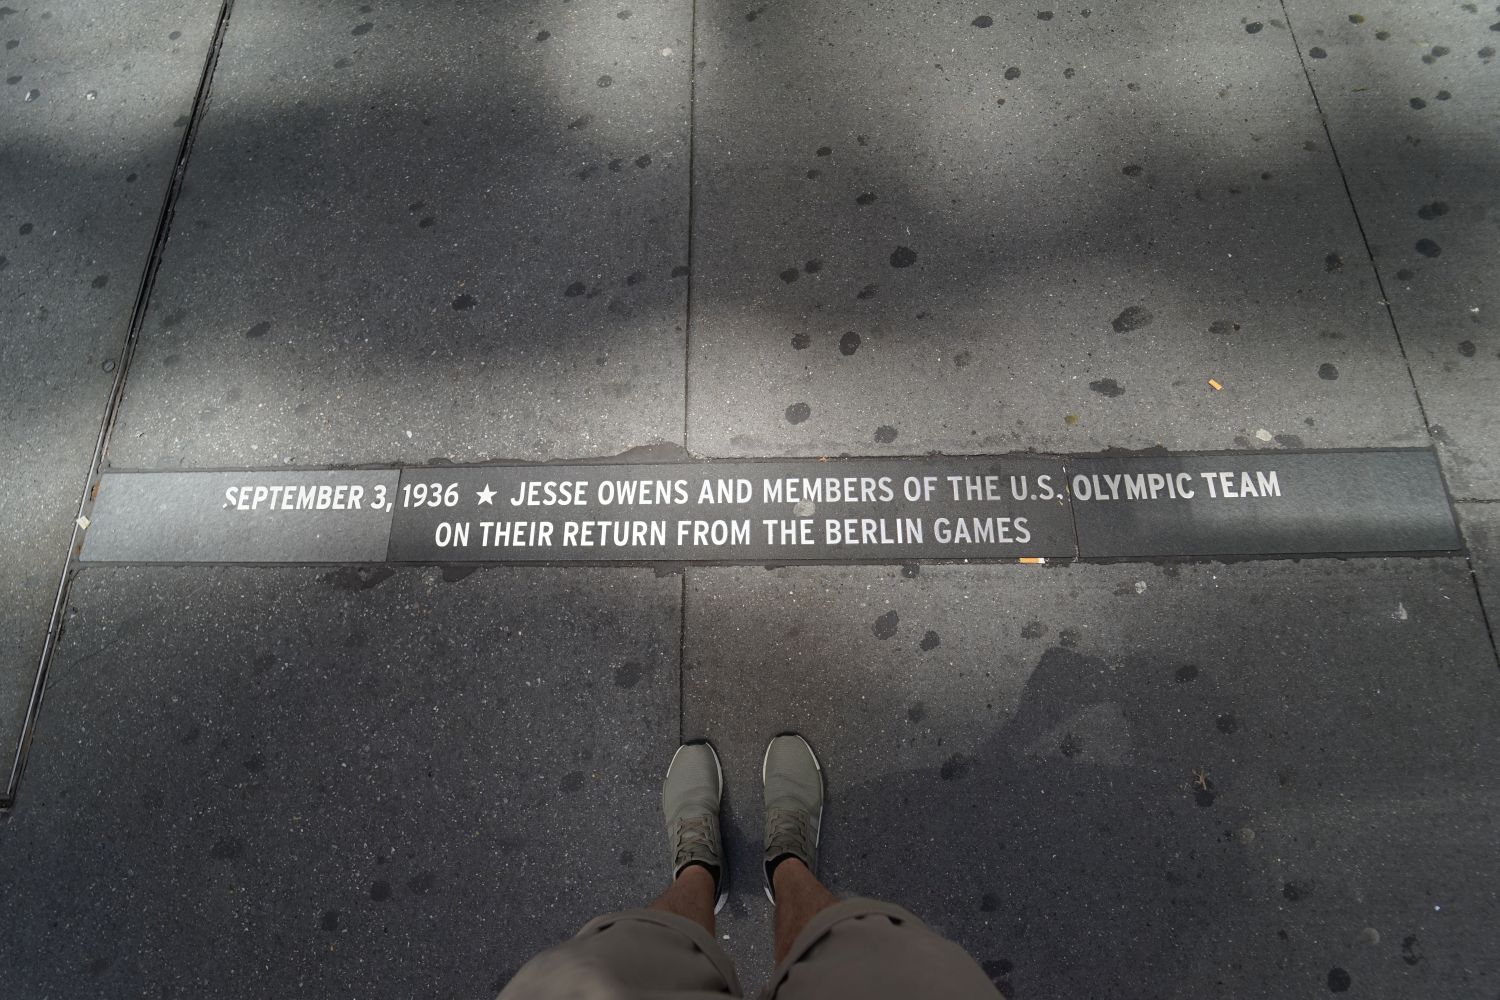 SEPTEMBER 3, 1936 ★ JESSE OWENS AND MEMBERS OF THE U.S. OLYMPIC TEAM
ON THEIR RETURN FROM THE BERLIN GAMES